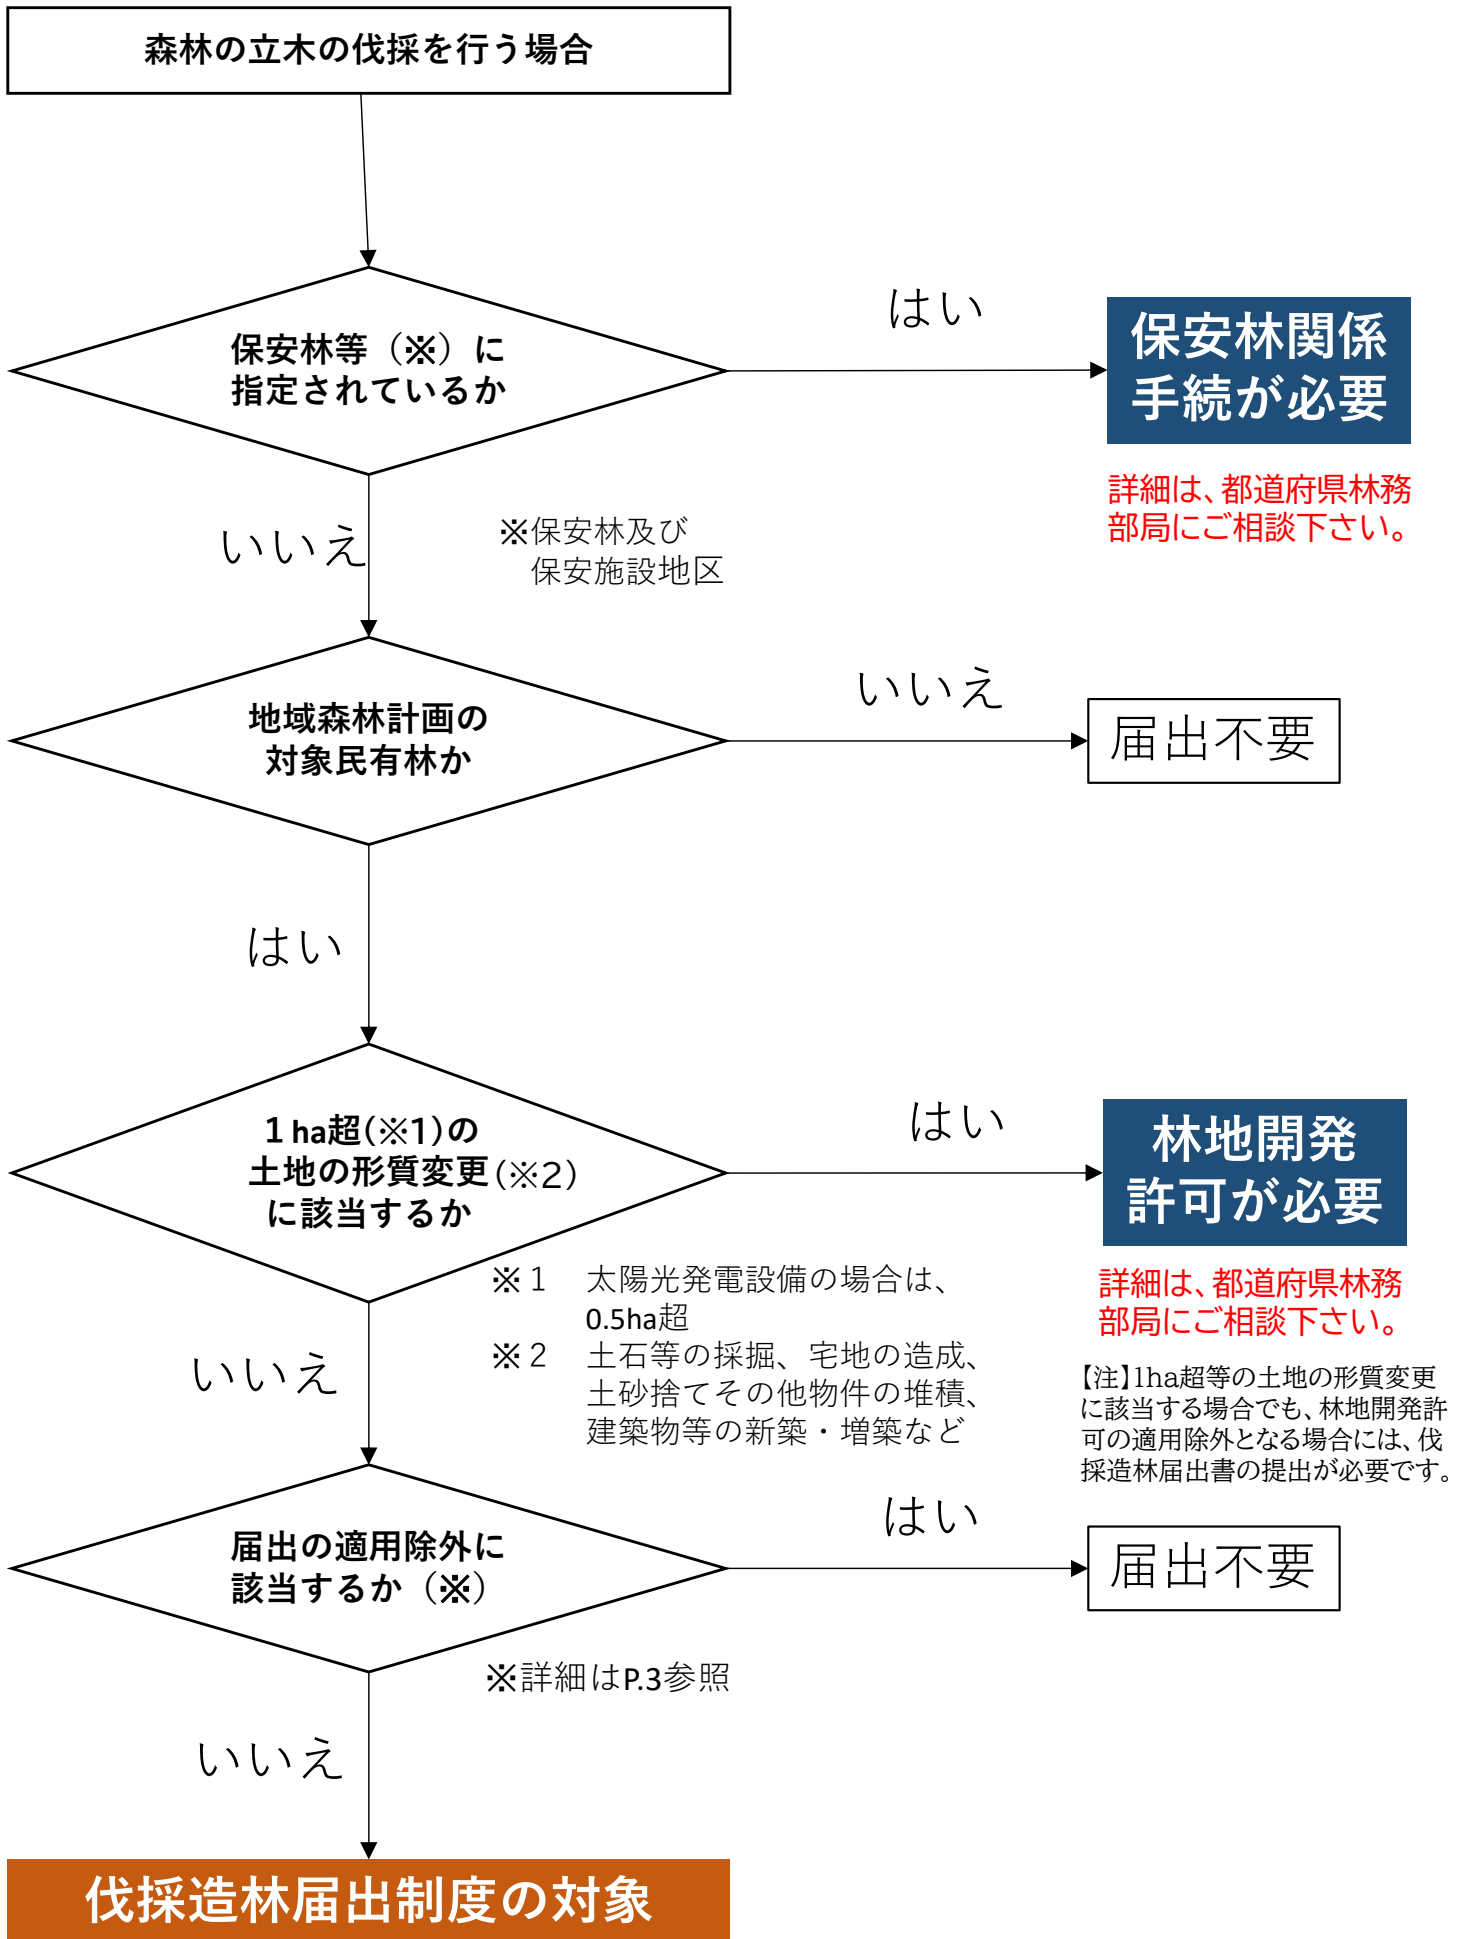 森林の立木の伐採を行う場合
保安林等（※）に
指定されているか
はい
保安林関係
手続が必要
詳細は、都道府県林務
部局にご相談下さい。
いいえ
※保安林及び
保安施設地区
地域森林計画の
対象民有林か
いいえ
届出不要
はい
１ha超(※1)の
土地の形質変更(※2)
に該当するか
はい
林地開発
許可が必要
詳細は、都道府県林務
部局にご相談下さい。
【注】1ha超等の土地の形質変更
に該当する場合でも、林地開発許
可の適用除外となる場合には、伐
採造林届出書の提出が必要です。
いいえ
※１　太陽光発電設備の場合は、
0.5ha超
※２　土石等の採掘、宅地の造成、
土砂捨てその他物件の堆積、
建築物等の新築・増築など
届出の適用除外に
該当するか（※）
はい
届出不要
※詳細はP.3参照
いいえ
伐採造林届出制度の対象